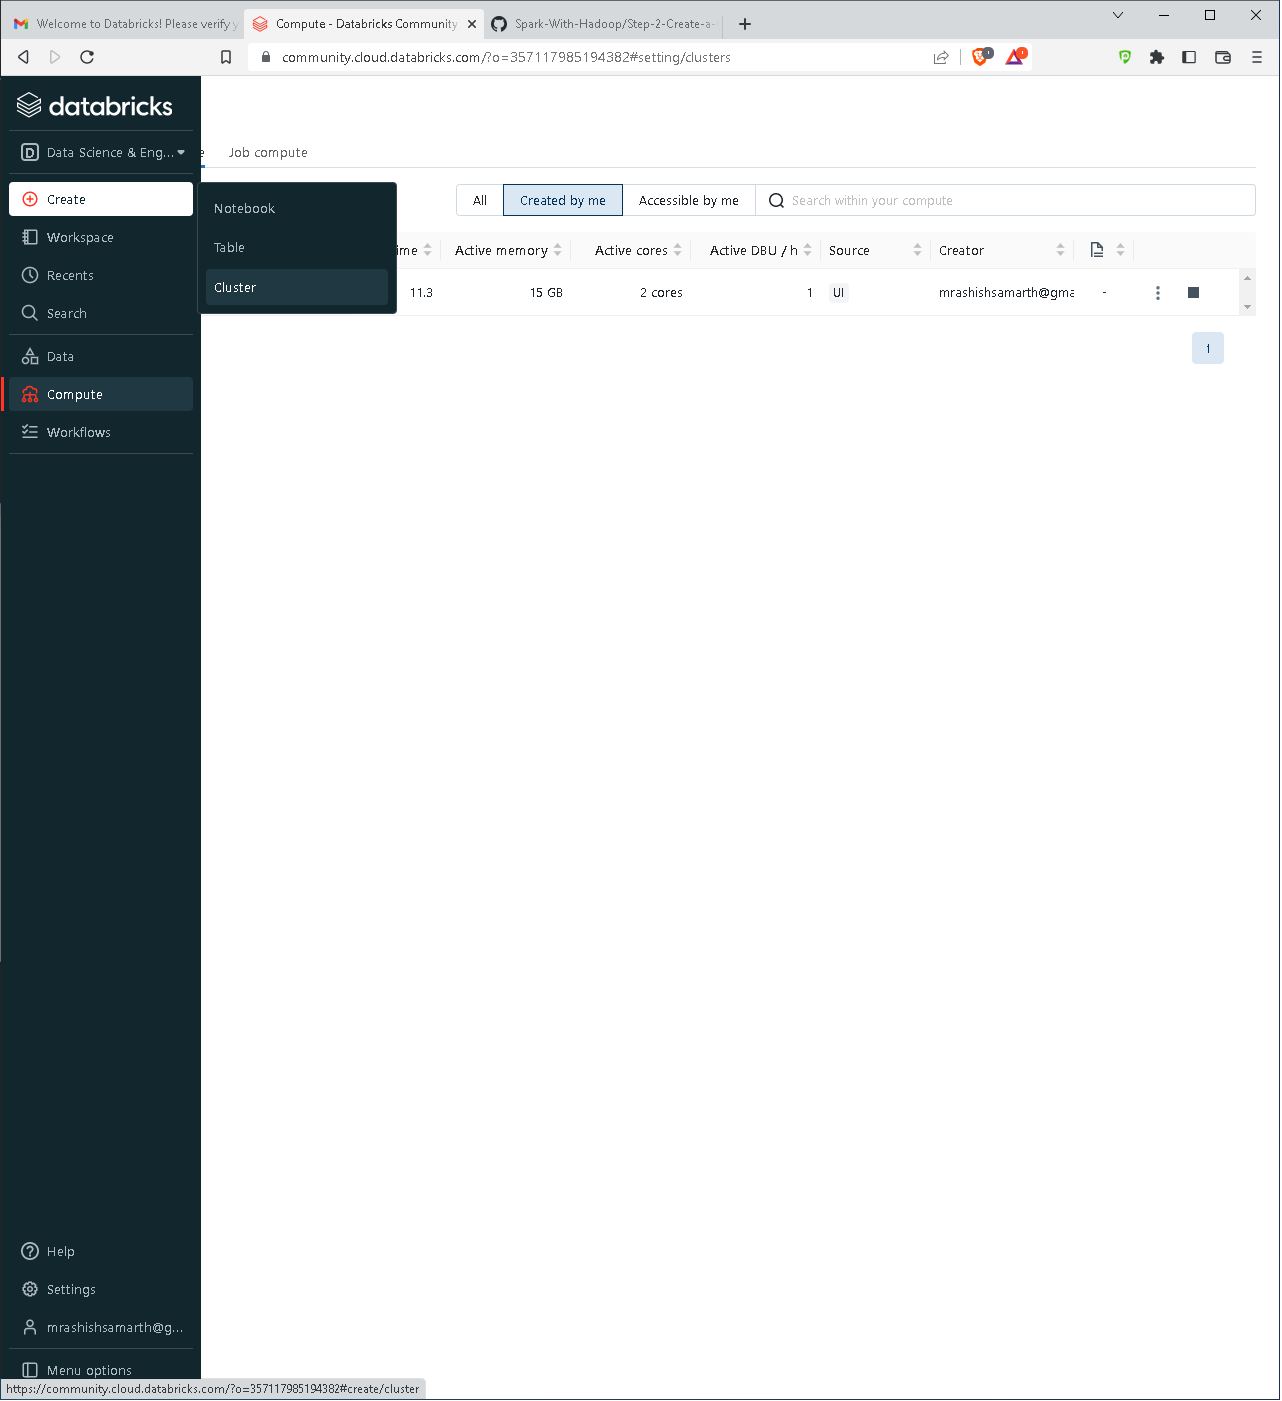 Welcome to Databricks! Please verify y
Compute - Databricks Community
Spark-With-Hadoop/Step-2-Create-a-
community.cloud.databricks.com/?o=357117985194382#setting/clusters
databricks
Data Science & Eng...
e
Job compute
Create
Notebook
All
Created by me
Accessible by me
Search within your compute
Workspace
Table
ime
Active memory
Active cores
Active DBU / h
Source
Creator
Recents
Cluster
11.3
15 GB
2 cores
1
UI
mrashishsamarth@gma
-
Search
1
Data
Compute
Workflows
Help
Settings
mrashishsamarth@g...
Menu options
https://community.cloud.databricks.com/?o=357117985194382#create/cluster